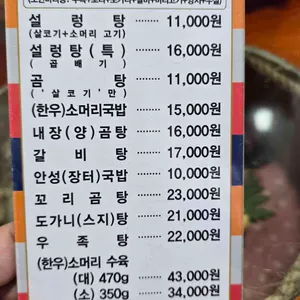 설 렁 탕 ······· 11,000원
(살코기+소머리 고기)
설렁탕(특) ····· 16,000원
( 곱 빼 기 )
곰 탕 ······· 11,000원
( '살코기' 만 )
(한우)소머리국밥 ···· 15,000원
내장(양)곰탕 ····· 16,000원
갈 비 탕 ······ 17,000원
안성(장터)국밥 ···· 10,000원
꼬 리 곰 탕 ····· 23,000원
도가니(스지)탕 ···· 21,000원
우 족 탕 ······ 22,000원
(한우)소머리 수육
(대) 470g ······ 43,000원
(소) 350g ······ 34,000원